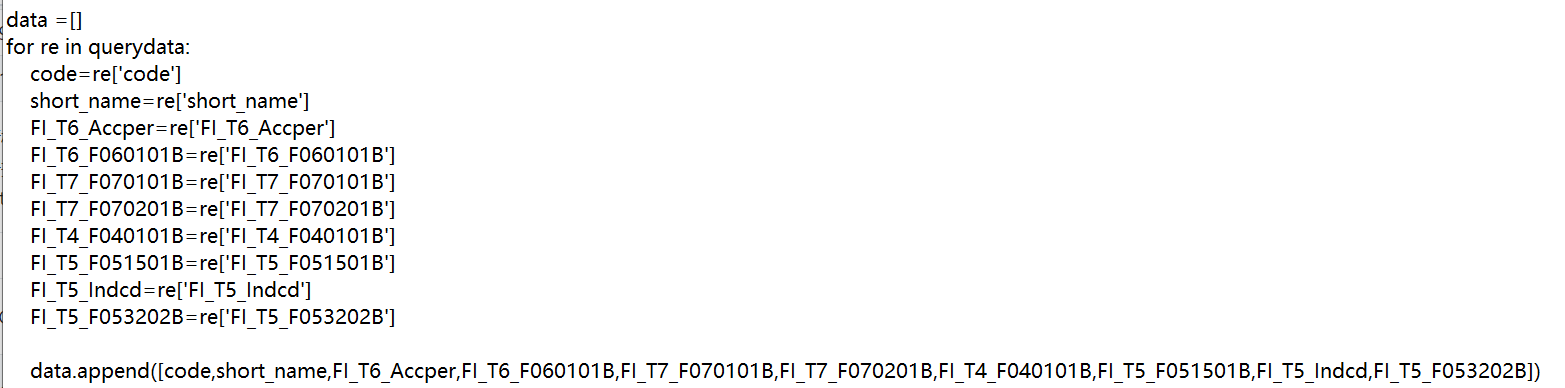 data =[]
for re in querydata:
    code=re['code']
    short_name=re['short_name']
    FI_T6_Accper=re['FI_T6_Accper']
    FI_T6_F060101B=re['FI_T6_F060101B']
    FI_T7_F070101B=re['FI_T7_F070101B']
    FI_T7_F070201B=re['FI_T7_F070201B']
    FI_T4_F040101B=re['FI_T4_F040101B']
    FI_T5_F051501B=re['FI_T5_F051501B']
    FI_T5_Indcd=re['FI_T5_Indcd']
    FI_T5_F053202B=re['FI_T5_F053202B']
    data.append([code,short_name,FI_T6_Accper,FI_T6_F060101B,FI_T7_F070101B,FI_T7_F070201B,FI_T4_F040101B,FI_T5_F051501B,FI_T5_Indcd,FI_T5_F053202B])